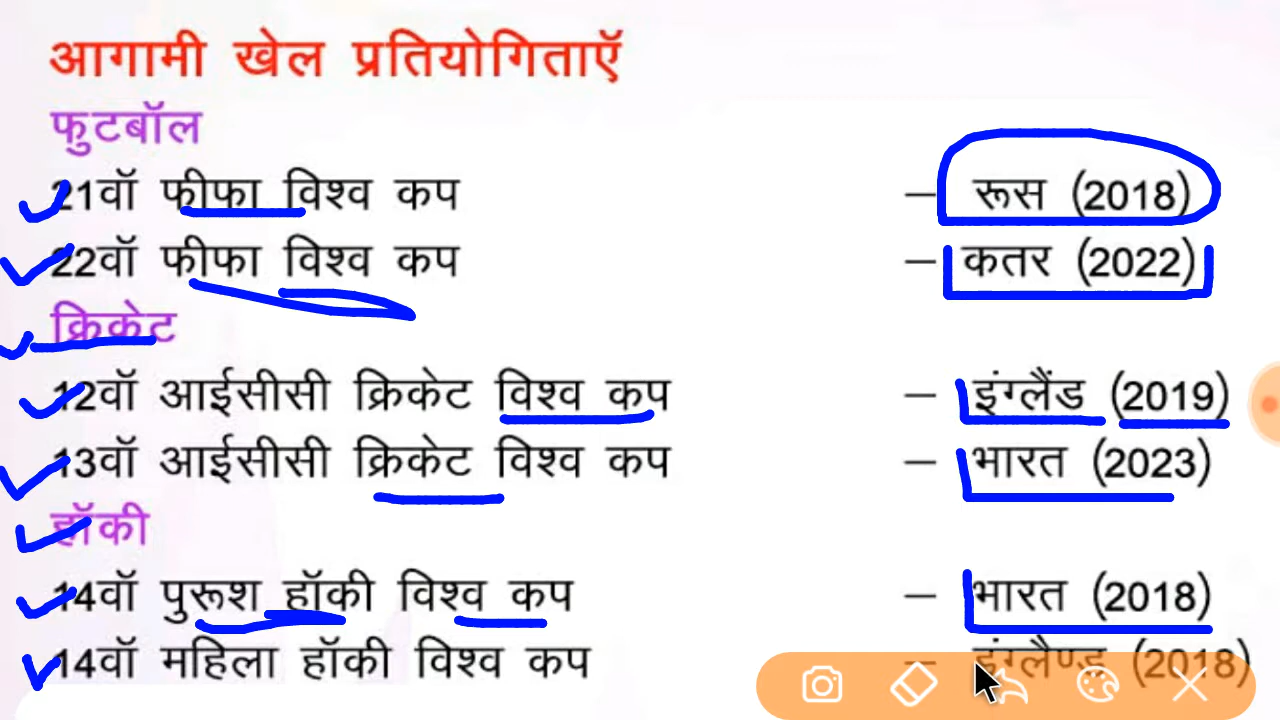 आगामी खेल प्रतियोगिताऍ
फुटबॉल
21वॉ फीफा विश्व कप – रूस (2018)
22वॉ फीफा विश्व कप – कतर (2022)
क्रिकेट
12वॉ आईसीसी क्रिकेट विश्व कप – इंग्लैंड (2019)
13वॉ आईसीसी क्रिकेट विश्व कप – भारत (2023)
हॉकी
14वॉ पुरूश हॉकी विश्व कप – भारत (2018)
14वॉ महिला हॉकी विश्व कप – इंग्लैण्ड (2018)